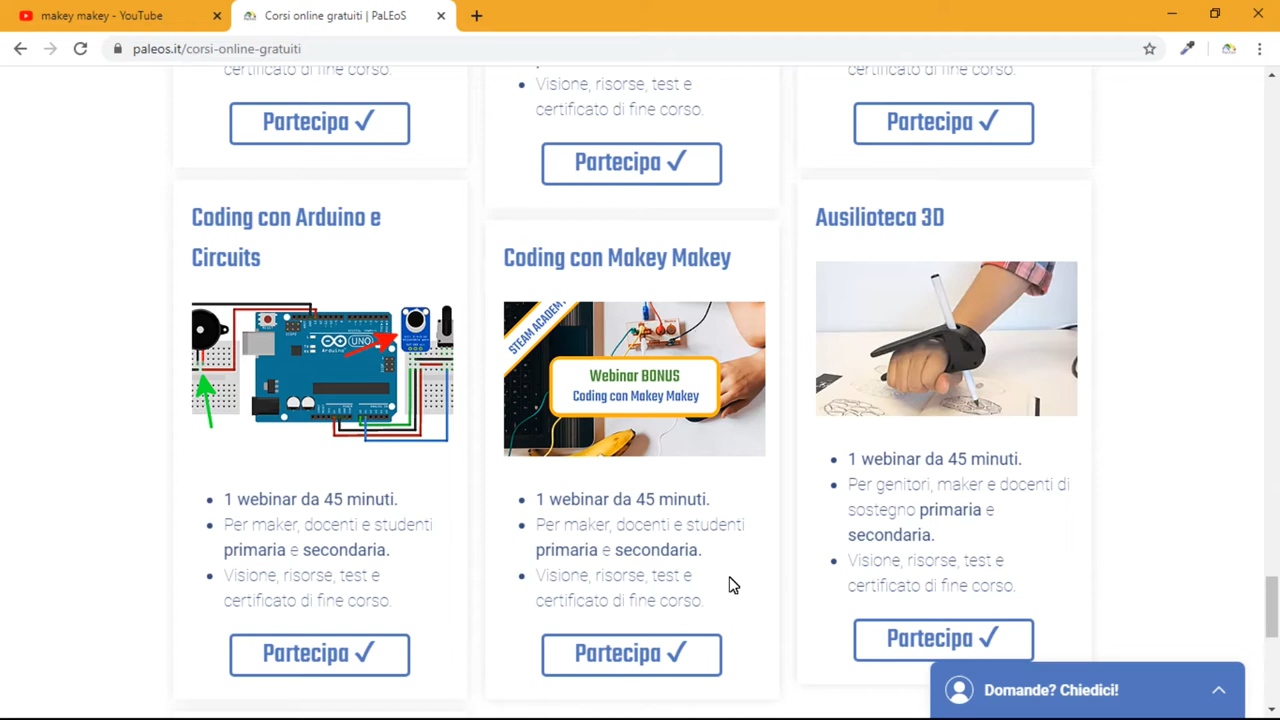 makey makey - YouTube
Corsi online gratuiti | PaLEoS
paleos.it/corsi-online-gratuiti
certificato di fine corso.
Partecipa ✓
Visione, risorse, test e
certificato di fine corso.
Partecipa ✓
certificato di fine corso.
Partecipa ✓
Coding con Arduino e
Circuits
ARDUINO
UNO
1 webinar da 45 minuti.
Per maker, docenti e studenti
primaria e secondaria.
Visione, risorse, test e
certificato di fine corso.
Partecipa ✓
Coding con Makey Makey
STEAM ACADEMY
Webinar BONUS
Coding con Makey Makey
1 webinar da 45 minuti.
Per maker, docenti e studenti
primaria e secondaria.
Visione, risorse, test e
certificato di fine corso.
Partecipa ✓
Ausilioteca 3D
1 webinar da 45 minuti.
Per genitori, maker e docenti di
sostegno primaria e
secondaria.
Visione, risorse, test e
certificato di fine corso.
Partecipa ✓
Domande? Chiedici!